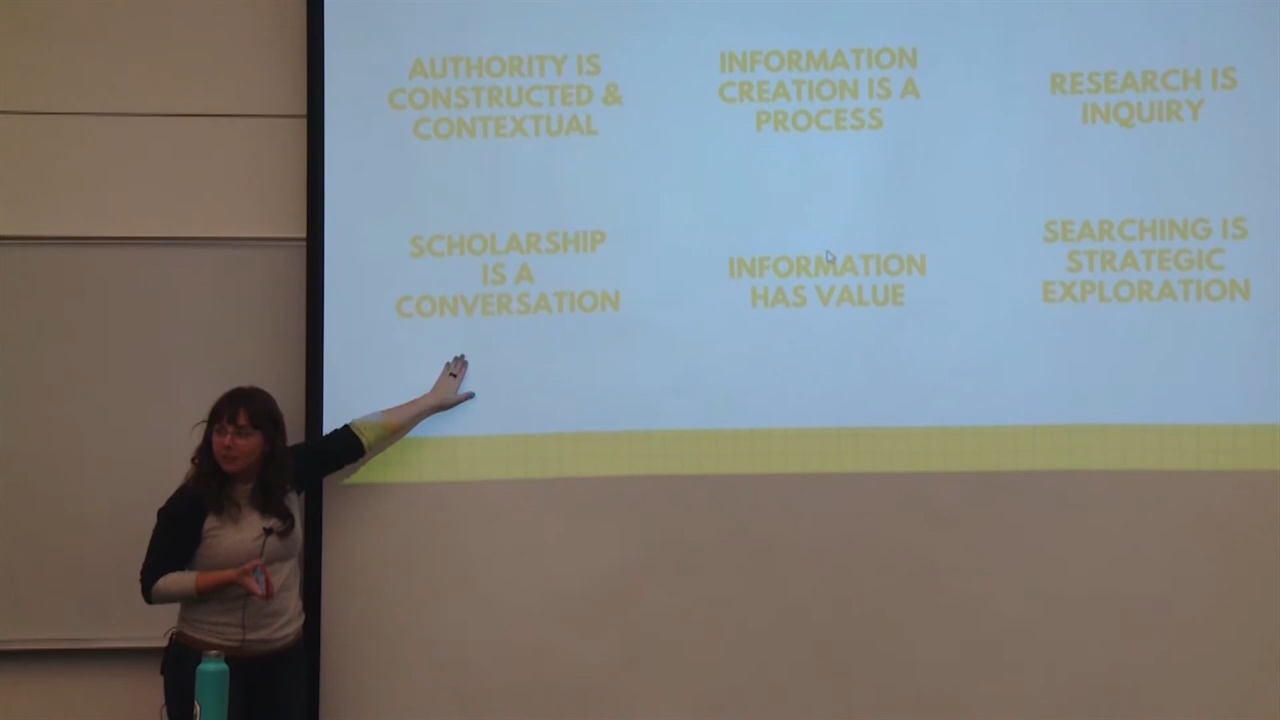 AUTHORITY IS
CONSTRUCTED &
CONTEXTUAL
INFORMATION
CREATION IS A
PROCESS
RESEARCH IS
INQUIRY
SCHOLARSHIP
IS A
CONVERSATION
INFORMATION
HAS VALUE
SEARCHING IS
STRATEGIC
EXPLORATION